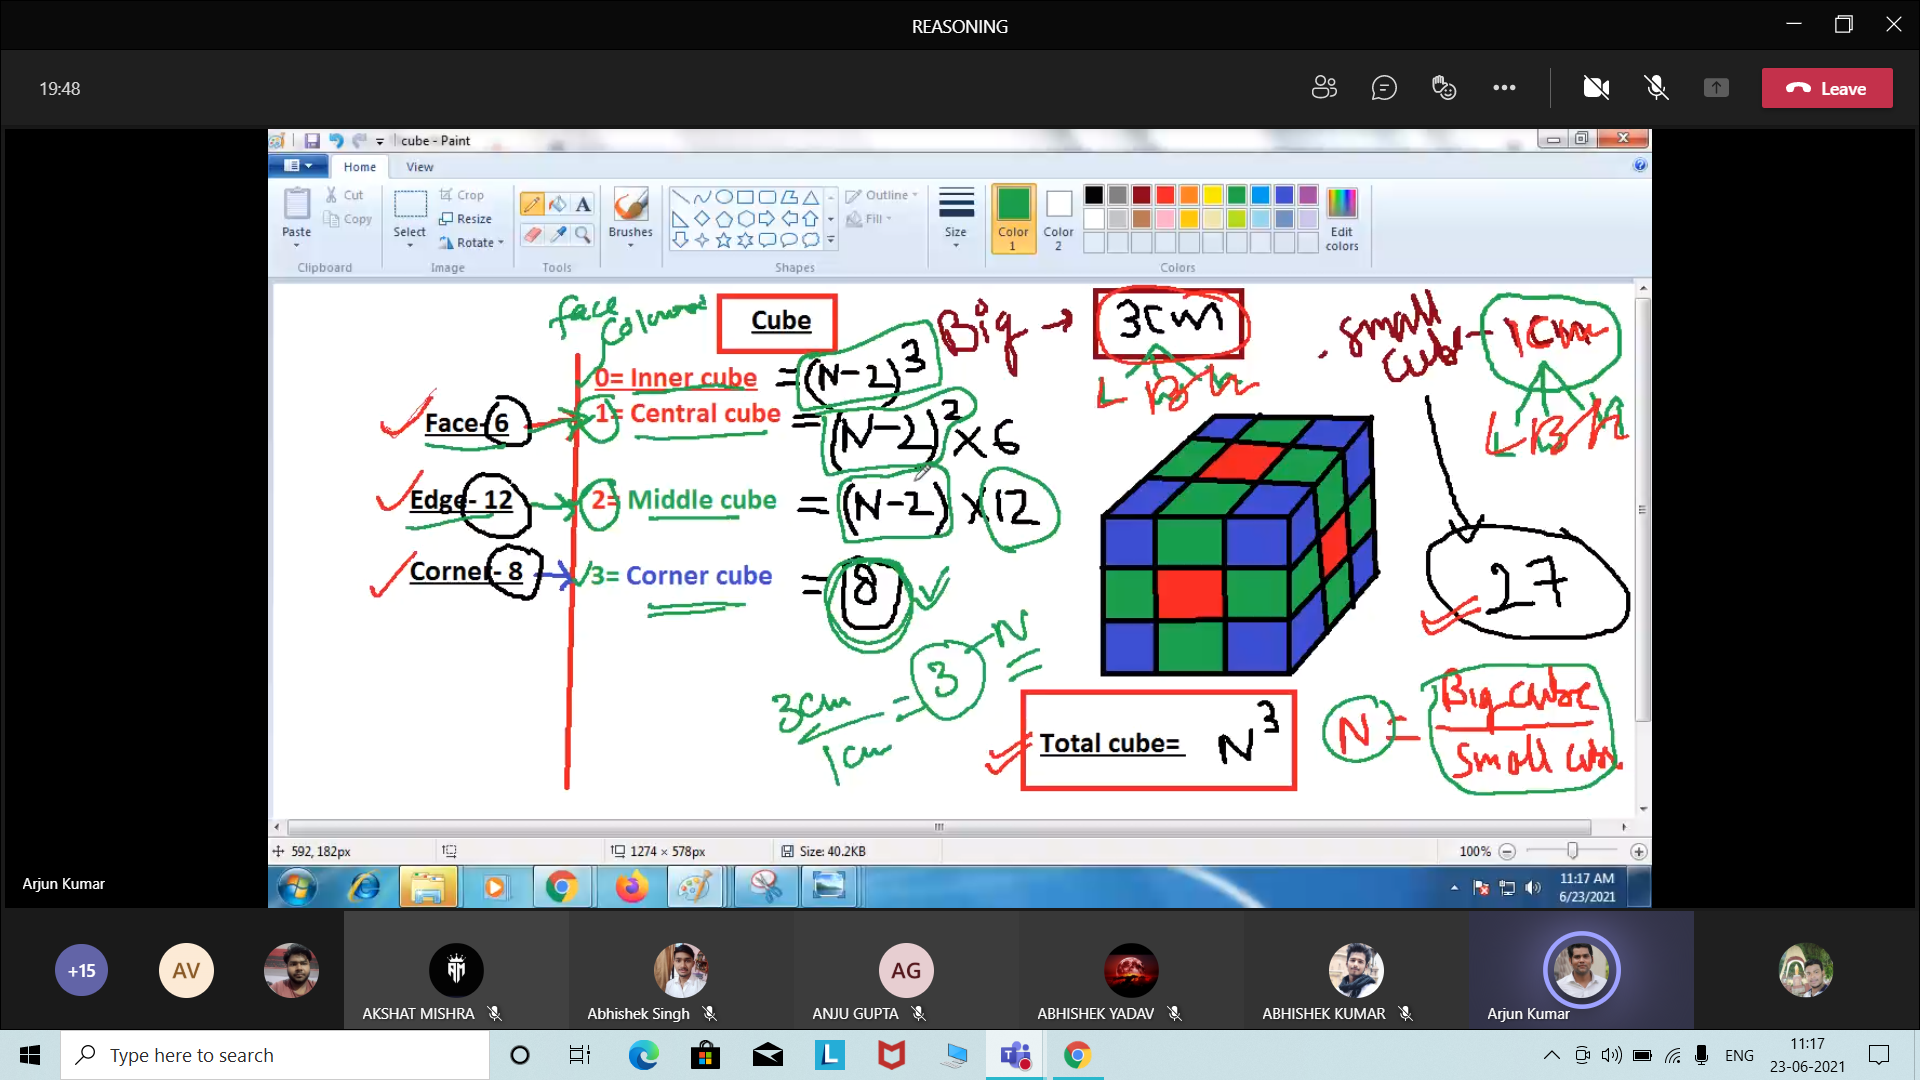 REASONING
19:48
Leave
cube - Paint
Home View
Paste
Cut
Copy
Clipboard
Select
Crop
Resize
Rotate
Image
A
Tools
Brushes
Shapes
Outline
Fill
Size
Color 1
Color 2
Edit colors
Colors
face
Cube
Big → 3cm
L B H
small cube - 1cm
L B H
0= Inner cube = (N-2)³
Face- 6 1= Central cube = (N-2)² × 6
Edge- 12 2= Middle cube = (N-2) × 12
Corner- 8 3= Corner cube = 8
27
3cm / 1cm = 3 - N
Total cube= N³
N = Big cube / Small cube
592, 182px
1274 × 578px
Size: 40.2KB
100%
11:17 AM
6/23/2021
Arjun Kumar
+15
AV
AKSHAT MISHRA
Abhishek Singh
AG
ANJU GUPTA
ABHISHEK YADAV
ABHISHEK KUMAR
Arjun Kumar
Type here to search
L
ENG
11:17
23-06-2021